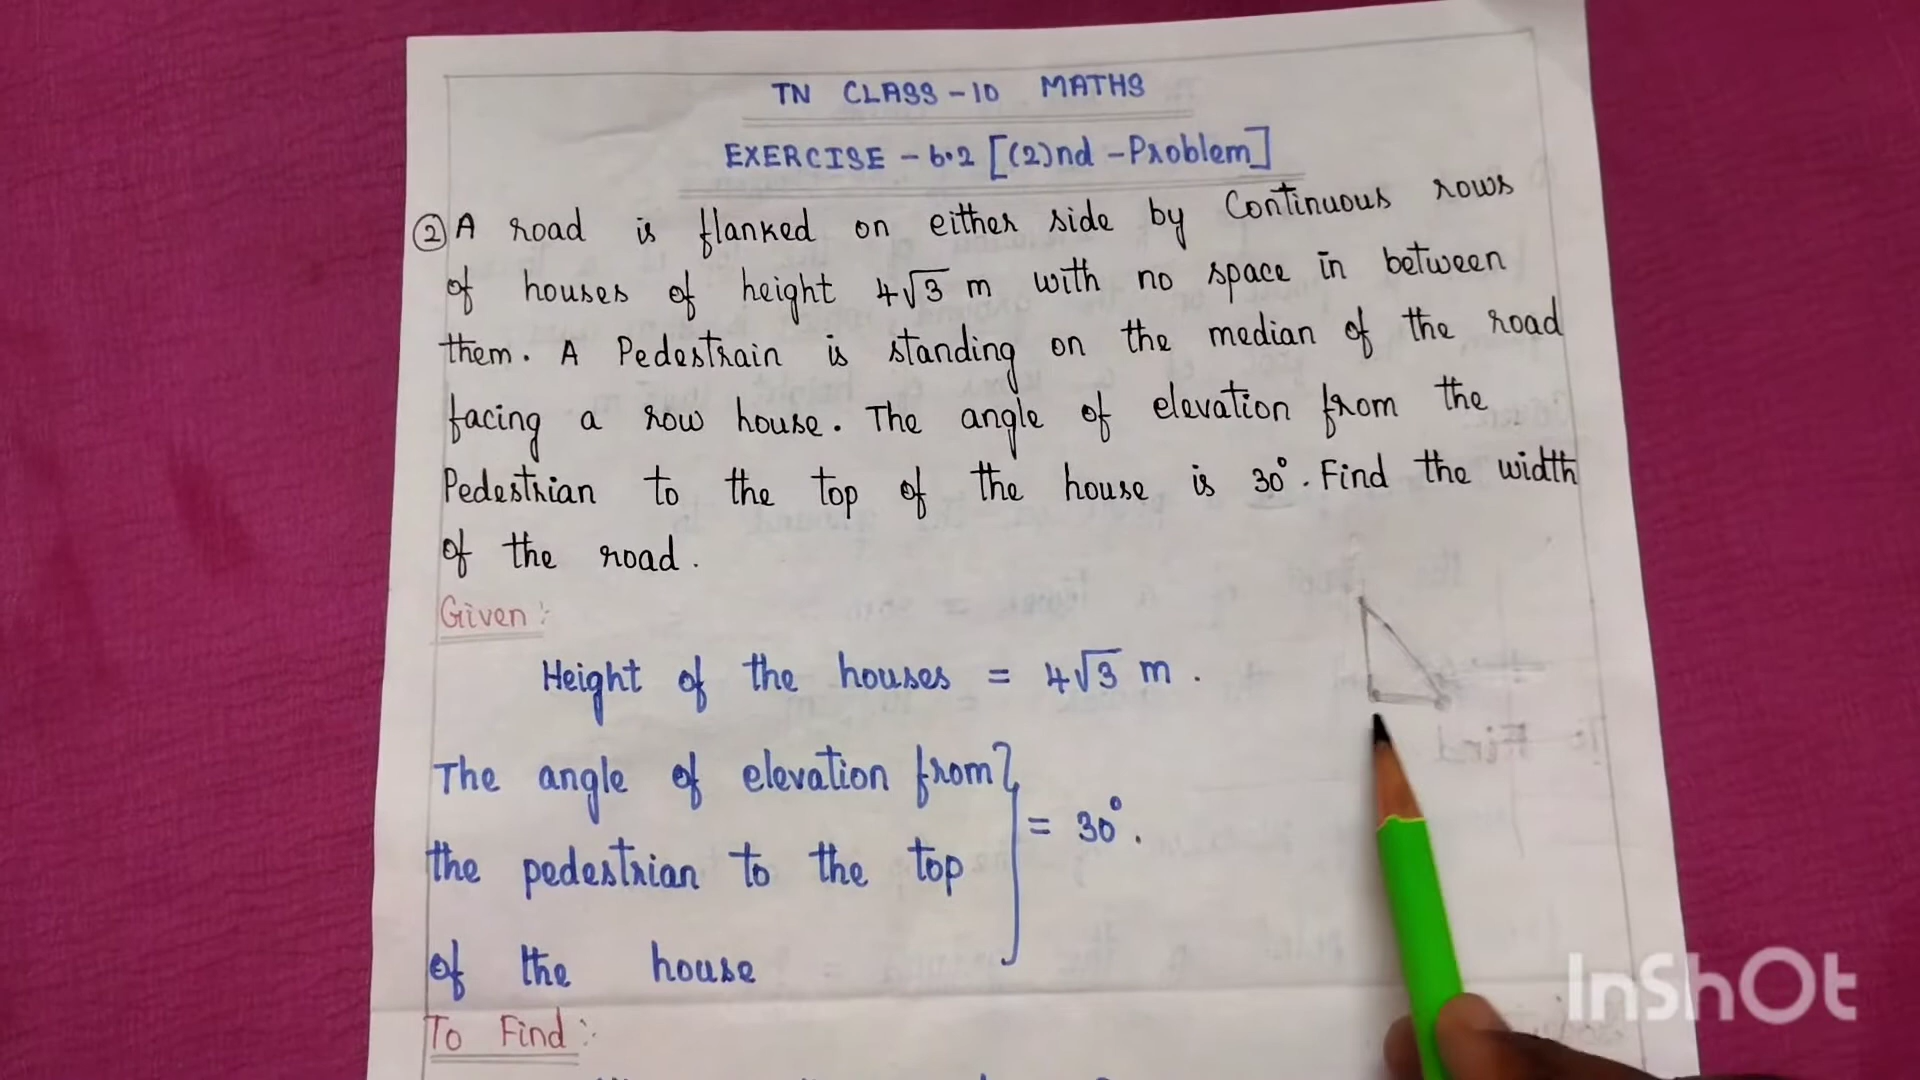 TN CLASS-10 MATHS
EXERCISE - 6.2 [(2)nd - Problem]
② A road is flanked on either side by Continuous rows
of houses of height 4√3 m with no space in between
them. A Pedestrain is standing on the median of the road
facing a row house. The angle of elevation from the
Pedestrian to the top of the house is 30°. Find the width
of the road.
Given:
Height of the houses = 4√3 m.
The angle of elevation from
the pedestrian to the top
of the house
} = 30°.
To Find:
InShOt